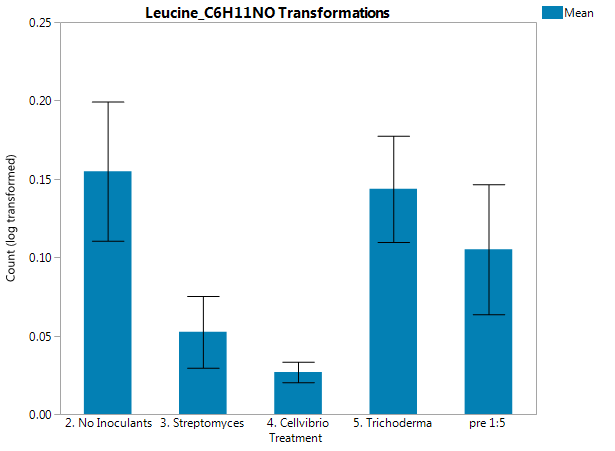 Leucine_C6H11NO Transformations
Mean
0.25
0.20
0.15
0.10
0.05
0.00
Count (log transformed)
2. No Inoculants 3. Streptomyces 4. Cellvibrio 5. Trichoderma pre 1:5
Treatment